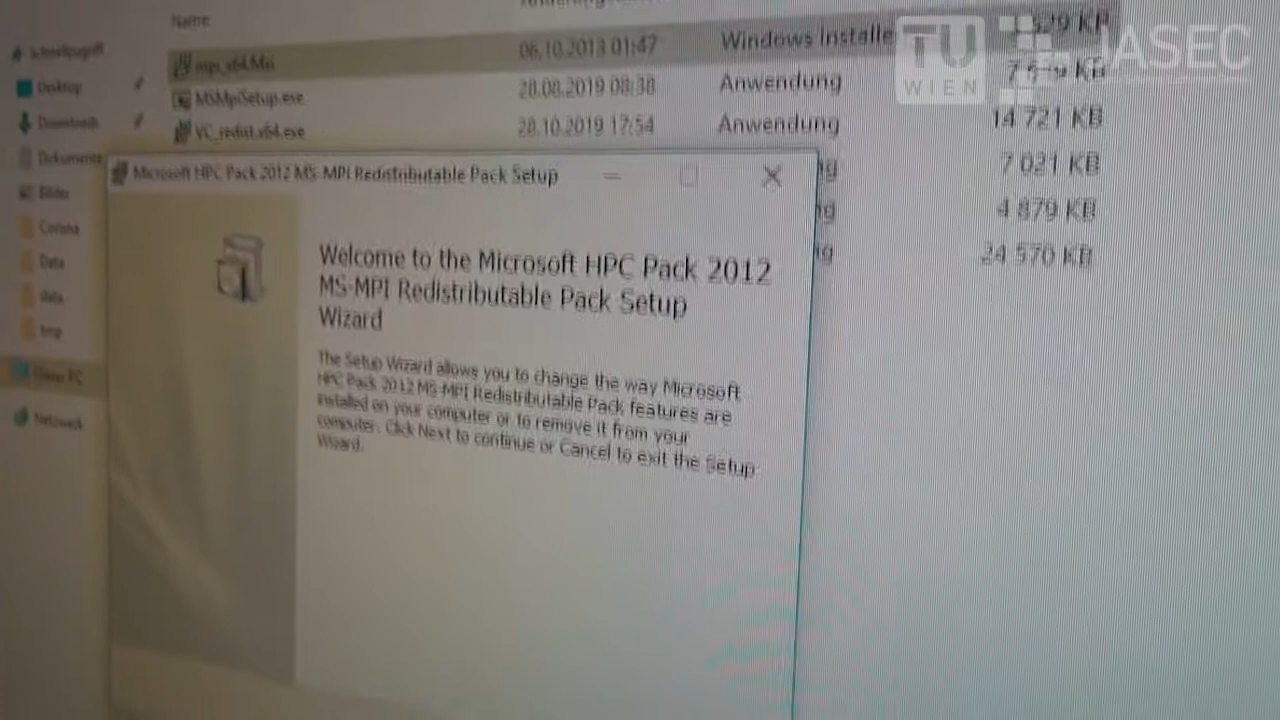 Name
Schnellzugriff
mpi_x64.Msi 06.10.2013 01:47 Windows Installe
Desktop
MSMpiSetup.exe 28.08.2019 08:38 Anwendung
Downloads
VC_redist.x64.exe 28.10.2019 17:54 Anwendung 14 721 KB
Dokumente
ng 7 021 KB
Bilder
ng 4 879 KB
Corona
ng 24 570 KB
Data
data
tmp
Dieser PC
Netzwerk
Microsoft HPC Pack 2012 MS-MPI Redistributable Pack Setup
Welcome to the Microsoft HPC Pack 2012
MS-MPI Redistributable Pack Setup
Wizard
The Setup Wizard allows you to change the way Microsoft
HPC Pack 2012 MS-MPI Redistributable Pack features are
installed on your computer or to remove it from your
computer. Click Next to continue or Cancel to exit the Setup
Wizard.
TU
WIEN
IASEC